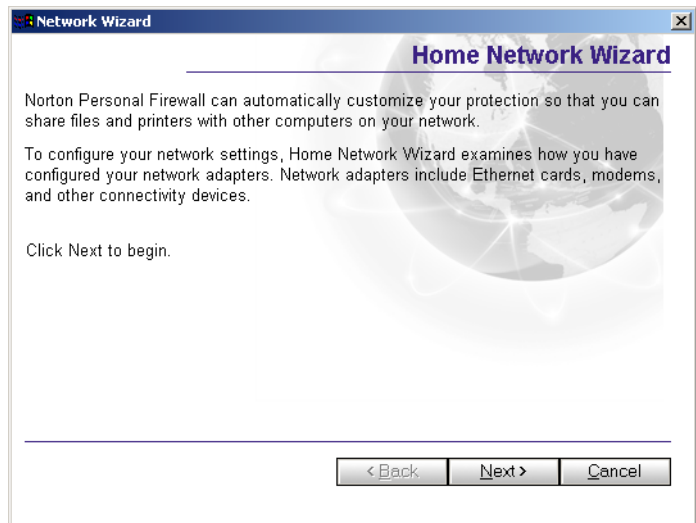 Network Wizard
Home Network Wizard
Norton Personal Firewall can automatically customize your protection so that you can
share files and printers with other computers on your network.
To configure your network settings, Home Network Wizard examines how you have
configured your network adapters. Network adapters include Ethernet cards, modems,
and other connectivity devices.
Click Next to begin.
< Back Next > Cancel